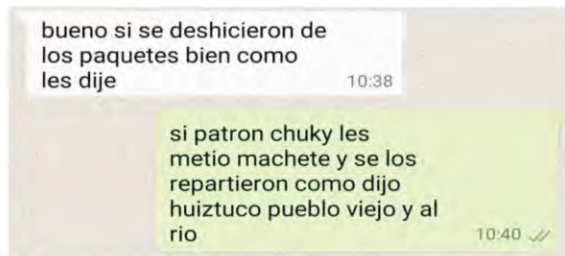 bueno si se deshicieron de
los paquetes bien como
les dije
10:38
si patron chuky les
metio machete y se los
repartieron como dijo
huiztuco pueblo viejo y al
rio
10:40